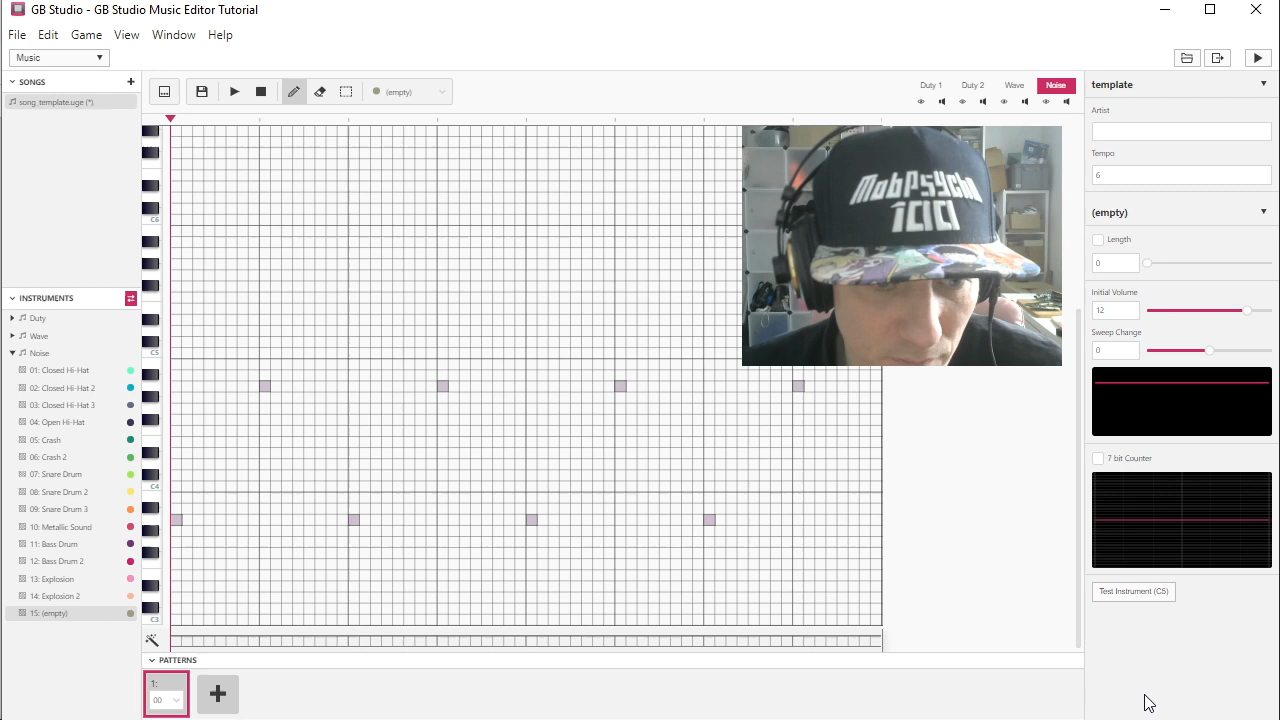 GB Studio - GB Studio Music Editor Tutorial
File Edit Game View Window Help
Music
SONGS
song_template.uge (*)
(empty)
Duty 1 Duty 2 Wave Noise
template
Artist
Tempo
6
(empty)
Length
0
Initial Volume
12
Sweep Change
0
7 bit Counter
Test Instrument (C5)
MobPsycho
100
C6
C5
C4
C3
INSTRUMENTS
Duty
Wave
Noise
01: Closed Hi-Hat
02: Closed Hi-Hat 2
03: Closed Hi-Hat 3
04: Open Hi-Hat
05: Crash
06: Crash 2
07: Snare Drum
08: Snare Drum 2
09: Snare Drum 3
10: Metallic Sound
11: Bass Drum
12: Bass Drum 2
13: Explosion
14: Explosion 2
15: (empty)
PATTERNS
1:
00